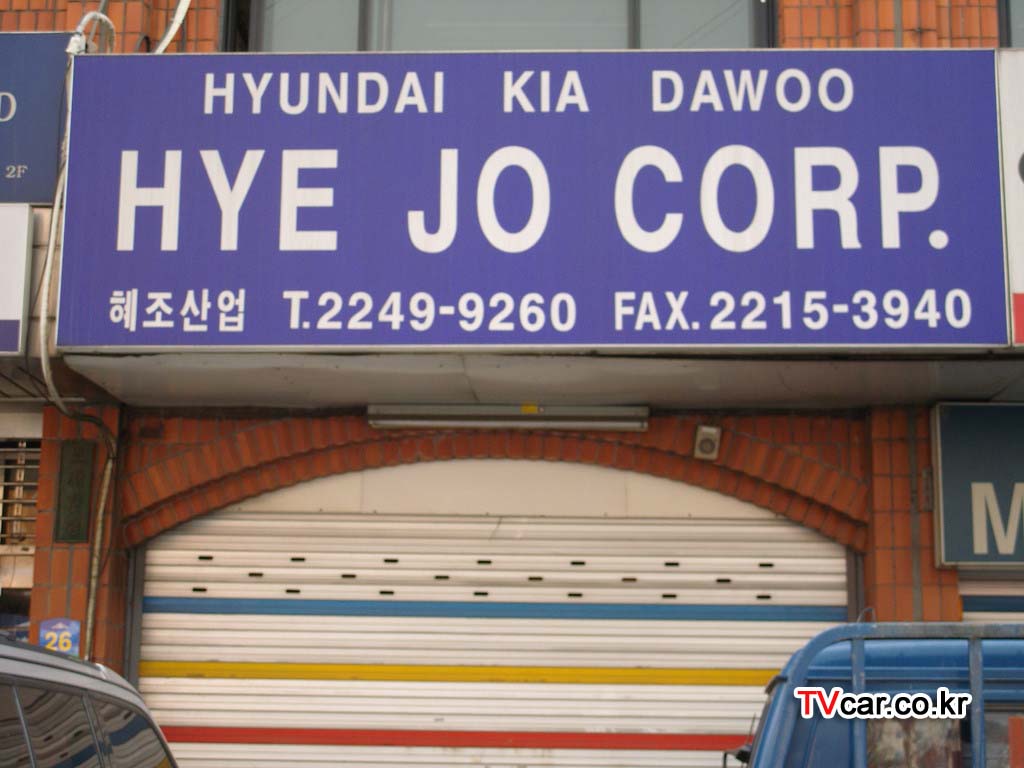 HYUNDAI KIA DAWOO
HYE JO CORP.
혜조산업 T.2249-9260 FAX.2215-3940
D
2F
M
26
TVcar.co.kr